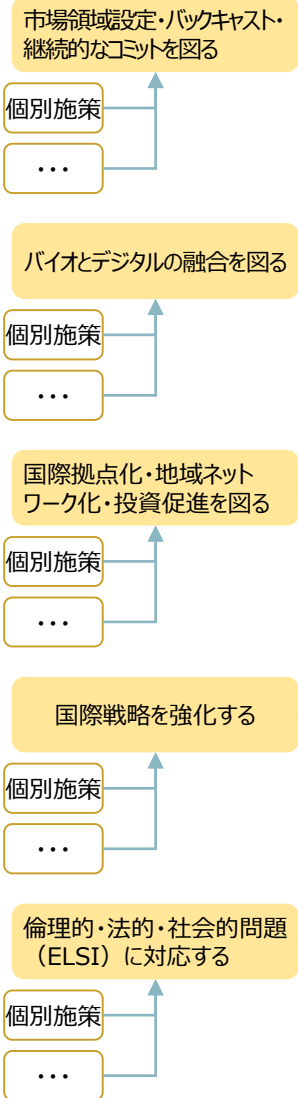 市場領域設定・バックキャスト・
継続的なコミットを図る
個別施策
・・・
バイオとデジタルの融合を図る
個別施策
・・・
国際拠点化・地域ネット
ワーク化・投資促進を図る
個別施策
・・・
国際戦略を強化する
個別施策
・・・
倫理的・法的・社会的問題
（ELSI）に対応する
個別施策
・・・